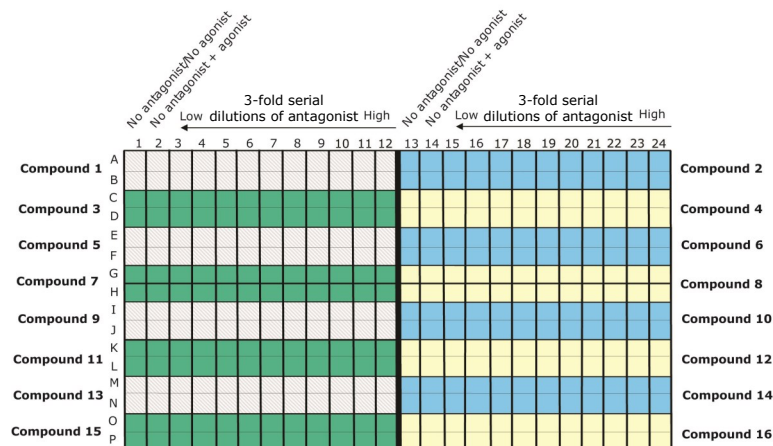 No antagonist/No agonist
No antagonist + agonist
No antagonist/No agonist
No antagonist + agonist
3-fold serial
Low dilutions of antagonist High
3-fold serial
Low dilutions of antagonist High
1 2 3 4 5 6 7 8 9 10 11 12 13 14 15 16 17 18 19 20 21 22 23 24
Compound 1 A B Compound 2
Compound 3 C D Compound 4
Compound 5 E F Compound 6
Compound 7 G H Compound 8
Compound 9 I J Compound 10
Compound 11 K L Compound 12
Compound 13 M N Compound 14
Compound 15 O P Compound 16